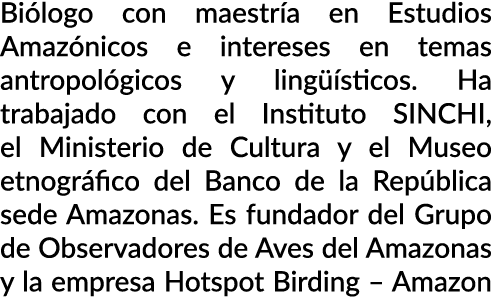 Biólogo con maestría en Estudios
Amazónicos e intereses en temas
antropológicos y lingüísticos. Ha
trabajado con el Instituto SINCHI,
el Ministerio de Cultura y el Museo
etnográfico del Banco de la República
sede Amazonas. Es fundador del Grupo
de Observadores de Aves del Amazonas
y la empresa Hotspot Birding – Amazon